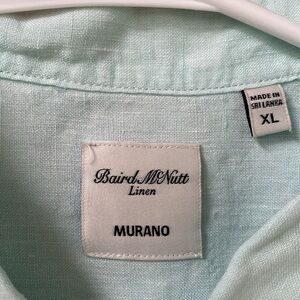 MADE IN
SRI LANKA
XL
Baird McNutt
Linen
MURANO